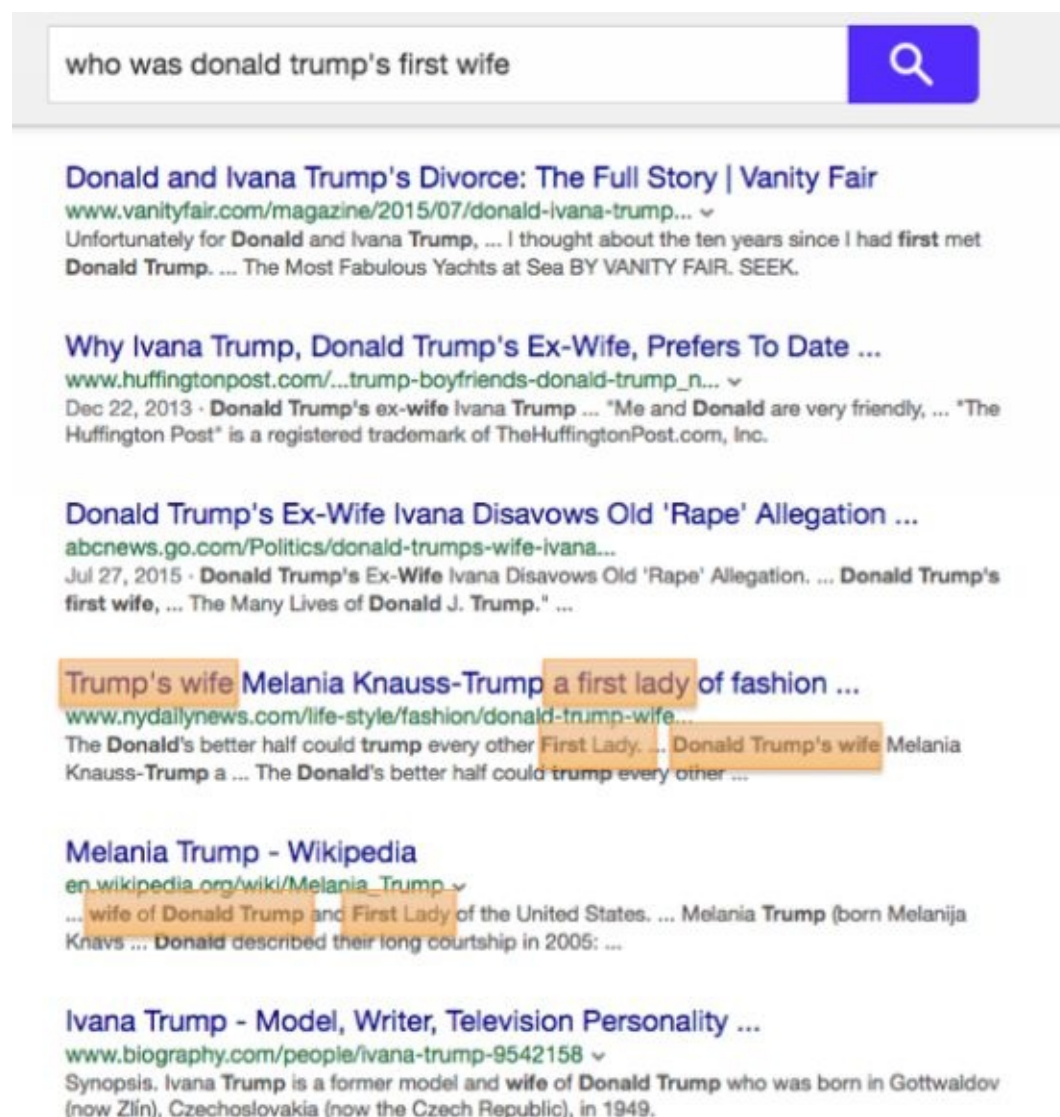 who was donald trump's first wife
Donald and Ivana Trump's Divorce: The Full Story | Vanity Fair
www.vanityfair.com/magazine/2015/07/donald-ivana-trump...
Unfortunately for Donald and Ivana Trump, ... I thought about the ten years since I had first met
Donald Trump. ... The Most Fabulous Yachts at Sea BY VANITY FAIR. SEEK.
Why Ivana Trump, Donald Trump's Ex-Wife, Prefers To Date ...
www.huffingtonpost.com/...trump-boyfriends-donald-trump_n...
Dec 22, 2013 · Donald Trump's ex-wife Ivana Trump ... "Me and Donald are very friendly, ... "The
Huffington Post" is a registered trademark of TheHuffingtonPost.com, Inc.
Donald Trump's Ex-Wife Ivana Disavows Old 'Rape' Allegation ...
abcnews.go.com/Politics/donald-trumps-wife-ivana...
Jul 27, 2015 · Donald Trump's Ex-Wife Ivana Disavows Old 'Rape' Allegation. ... Donald Trump's
first wife, ... The Many Lives of Donald J. Trump." ...
Trump's wife Melania Knauss-Trump a first lady of fashion ...
www.nydailynews.com/life-style/fashion/donald-trump-wife...
The Donald's better half could trump every other First Lady. ... Donald Trump's wife Melania
Knauss-Trump a ... The Donald's better half could trump every other ...
Melania Trump - Wikipedia
en.wikipedia.org/wiki/Melania_Trump
... wife of Donald Trump and First Lady of the United States. ... Melania Trump (born Melanija
Knavs ... Donald described their long courtship in 2005: ...
Ivana Trump - Model, Writer, Television Personality ...
www.biography.com/people/ivana-trump-9542158
Synopsis. Ivana Trump is a former model and wife of Donald Trump who was born in Gottwaldov
(now Zlín), Czechoslovakia (now the Czech Republic), in 1949.